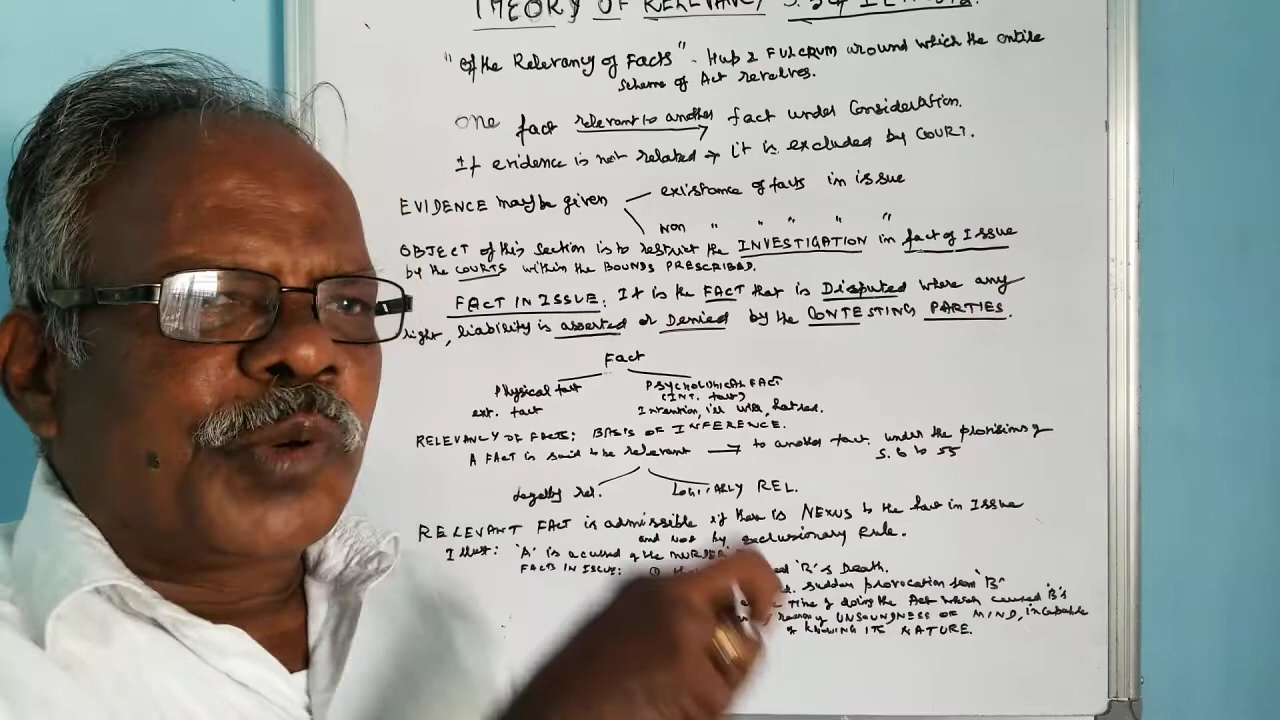 THEORY OF RELEVANCY S.
"Of the Relevancy of Facts" - HUB & FULCRUM around which the entire
Scheme of Act revolves.
One fact relevant to another fact under Consideration.
If evidence is not related → it is excluded by COURT.
EVIDENCE may be given existence of facts in issue
Non " " " " "
OBJECT of this section is to restrict the INVESTIGATION in fact of Issue
by the COURTS within the BOUNDS PRESCRIBED.
FACT IN ISSUE: It is the FACT that is Disputed where any
right, liability is asserted or Denied by the CONTESTING PARTIES.
Fact
Physical fact PSYCHOLOGICAL FACT
ext. fact (INT. fact)
Intention, ill will, hatred.
RELEVANCY OF FACTS: BASIS OF INFERENCE.
A FACT is said to be relevant → to another fact under the provisions of
S. 6 to 55
Legally rel. LOGICALLY REL.
RELEVANT FACT is admissible if there is NEXUS to the fact in Issue
and not by exclusionary Rule.
Illust: 'A' is accused of the MURDER
FACTS IN ISSUE: ① 'B's Death.
sudden provocation from 'B'
time of doing the Act which caused B's
reason of UNSOUNDNESS OF MIND, incapable
of KNOWING ITS NATURE.